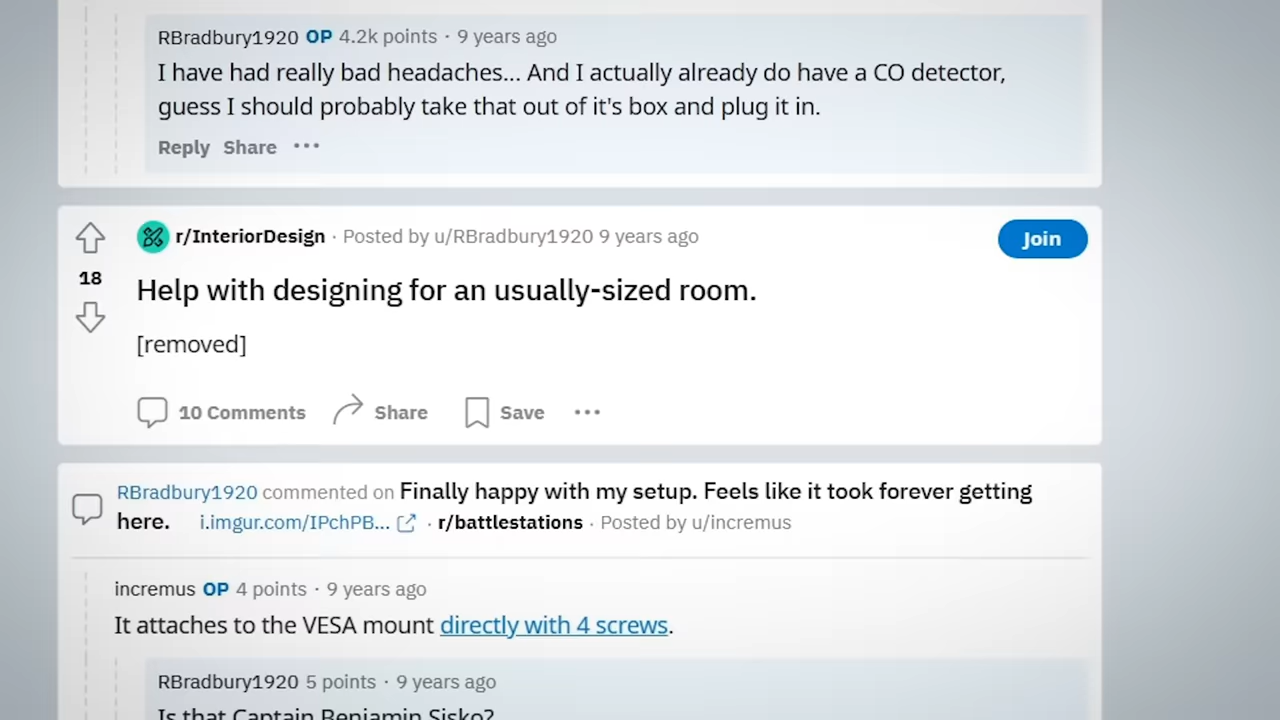 RBradbury1920 OP 4.2k points · 9 years ago
I have had really bad headaches... And I actually already do have a CO detector,
guess I should probably take that out of it's box and plug it in.
Reply Share ···
r/InteriorDesign · Posted by u/RBradbury1920 9 years ago
Join
18
Help with designing for an usually-sized room.
[removed]
10 Comments Share Save ···
RBradbury1920 commented on Finally happy with my setup. Feels like it took forever getting
here. i.imgur.com/IPchPB... · r/battlestations · Posted by u/incremus
incremus OP 4 points · 9 years ago
It attaches to the VESA mount directly with 4 screws.
RBradbury1920 5 points · 9 years ago
Is that Captain Benjamin Sisko?